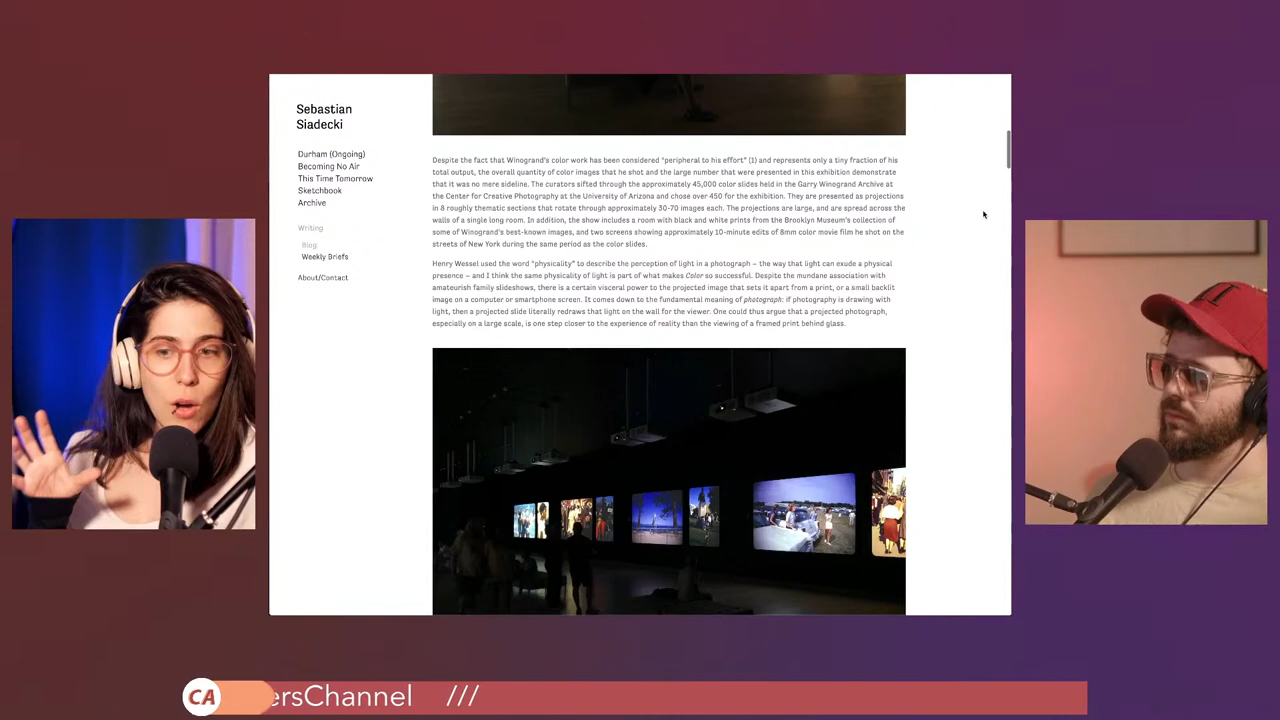 Sebastian
Siadecki
Durham (Ongoing)
Becoming No Air
This Time Tomorrow
Sketchbook
Archive
Writing
Blog
Weekly Briefs
About/Contact
Despite the fact that Winogrand's color work has been considered "peripheral to his effort" (1) and represents only a tiny fraction of his
total output, the overall quantity of color images that he shot and the large number that were presented in this exhibition demonstrate
that it was no mere sideline. The curators sifted through the approximately 45,000 color slides held in the Garry Winogrand Archive at
the Center for Creative Photography at the University of Arizona and chose over 450 for the exhibition. They are presented as projections
in 8 roughly thematic sections that rotate through approximately 30-70 images each. The projections are large, and are spread across the
walls of a single long room. In addition, the show includes a room with black and white prints from the Brooklyn Museum's collection of
some of Winogrand's best-known images, and two screens showing approximately 10-minute edits of 8mm color movie film he shot on the
streets of New York during the same period as the color slides.
Henry Wessel used the word "physicality" to describe the perception of light in a photograph – the way that light can exude a physical
presence – and I think the same physicality of light is part of what makes Color so successful. Despite the mundane association with
amateurish family slideshows, there is a certain visceral power to the projected image that sets it apart from a print, or a small backlit
image on a computer or smartphone screen. It comes down to the fundamental meaning of photograph: if photography is drawing with
light, then a projected slide literally redraws that light on the wall for the viewer. One could thus argue that a projected photograph,
especially on a large scale, is one step closer to the experience of reality than the viewing of a framed print behind glass.
CA
ersChannel ///